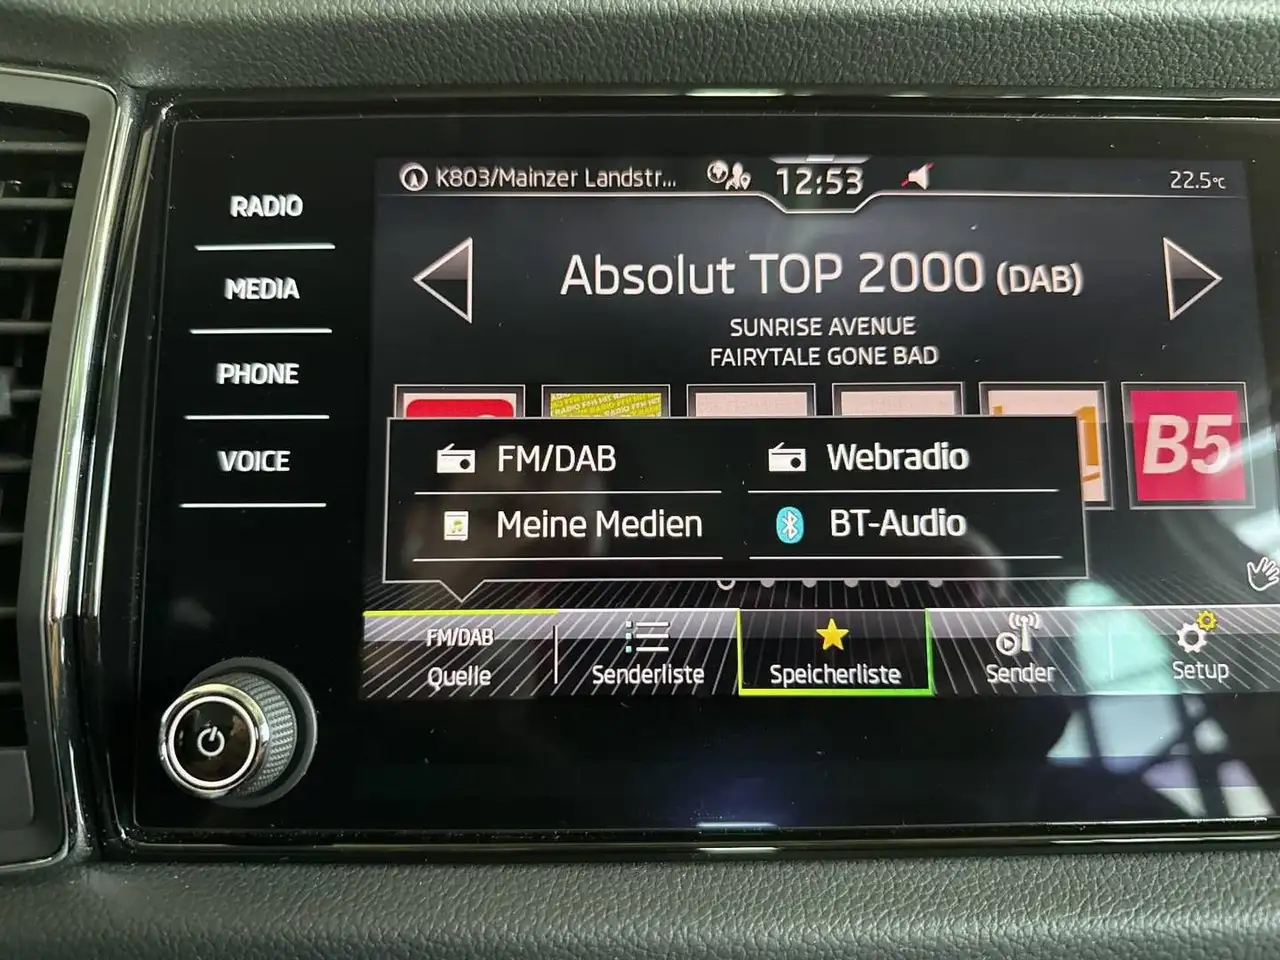 RADIO
MEDIA
PHONE
VOICE
K803/Mainzer Landstr...
12:53
22.5°C
Absolut TOP 2000 (DAB)
SUNRISE AVENUE
FAIRYTALE GONE BAD
B5
FM/DAB
Webradio
Meine Medien
BT-Audio
FM/DAB
Quelle
Senderliste
Speicherliste
Sender
Setup